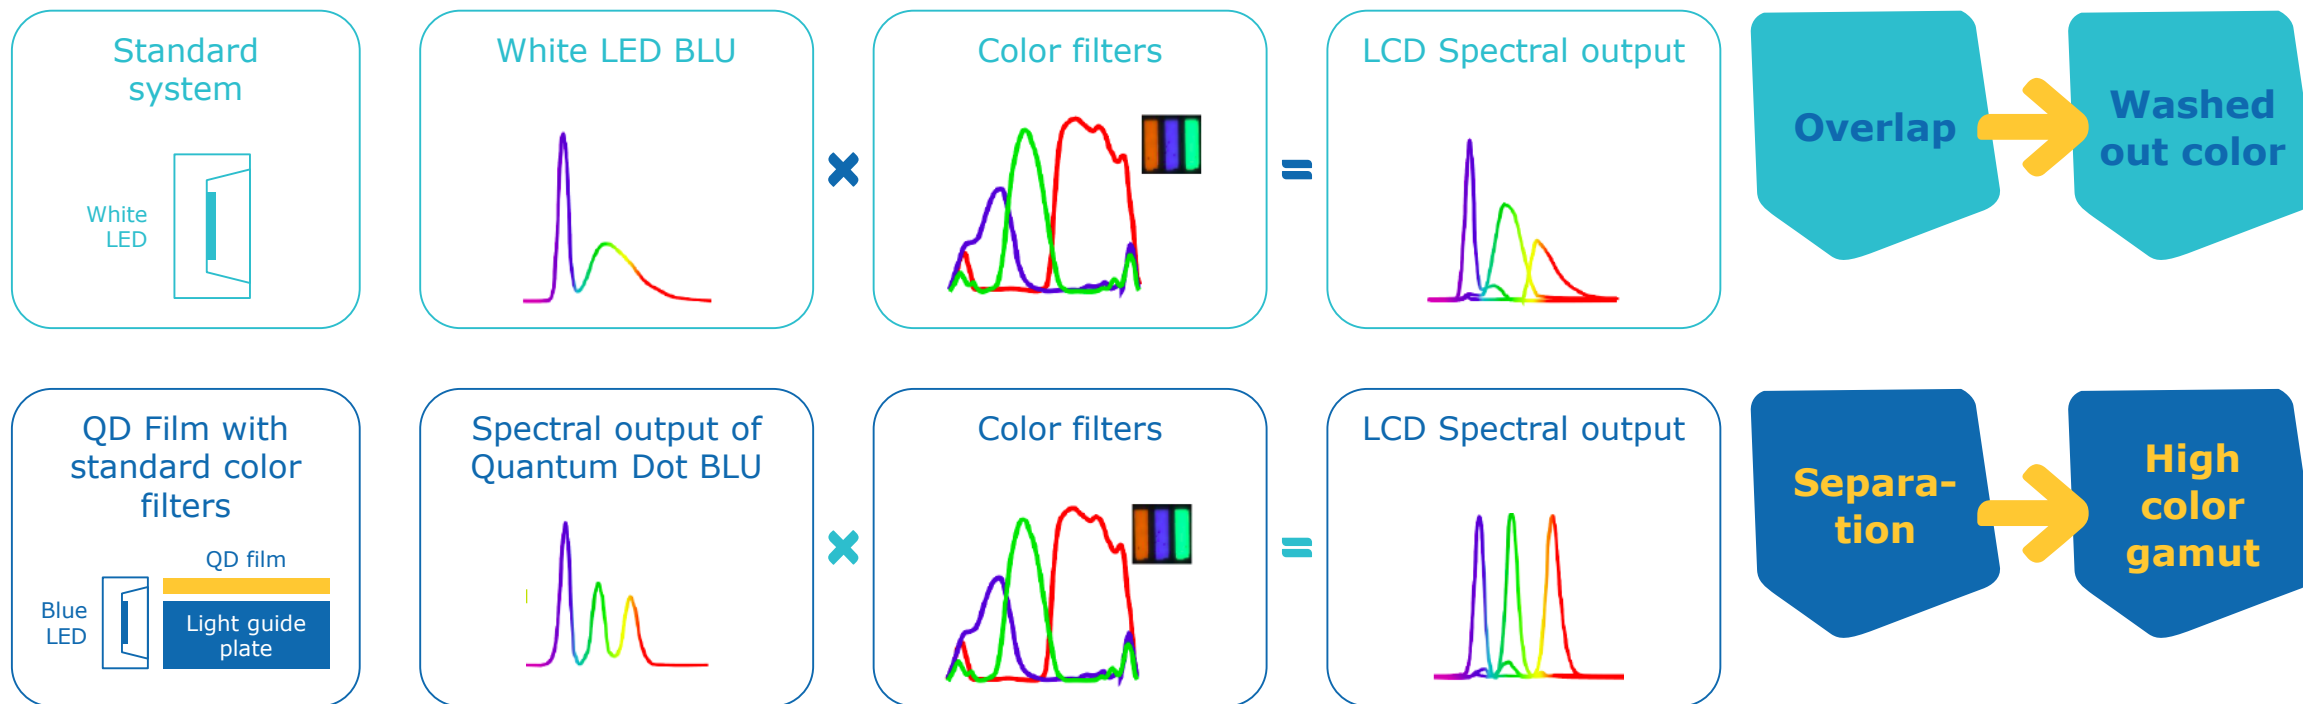 Standard
system
White
LED
White LED BLU
Color filters
LCD Spectral output
Overlap
Washed
out color
QD Film with
standard color
filters
QD film
Blue
LED
Light guide
plate
Spectral output of
Quantum Dot BLU
Color filters
LCD Spectral output
Separa-
tion
High
color
gamut